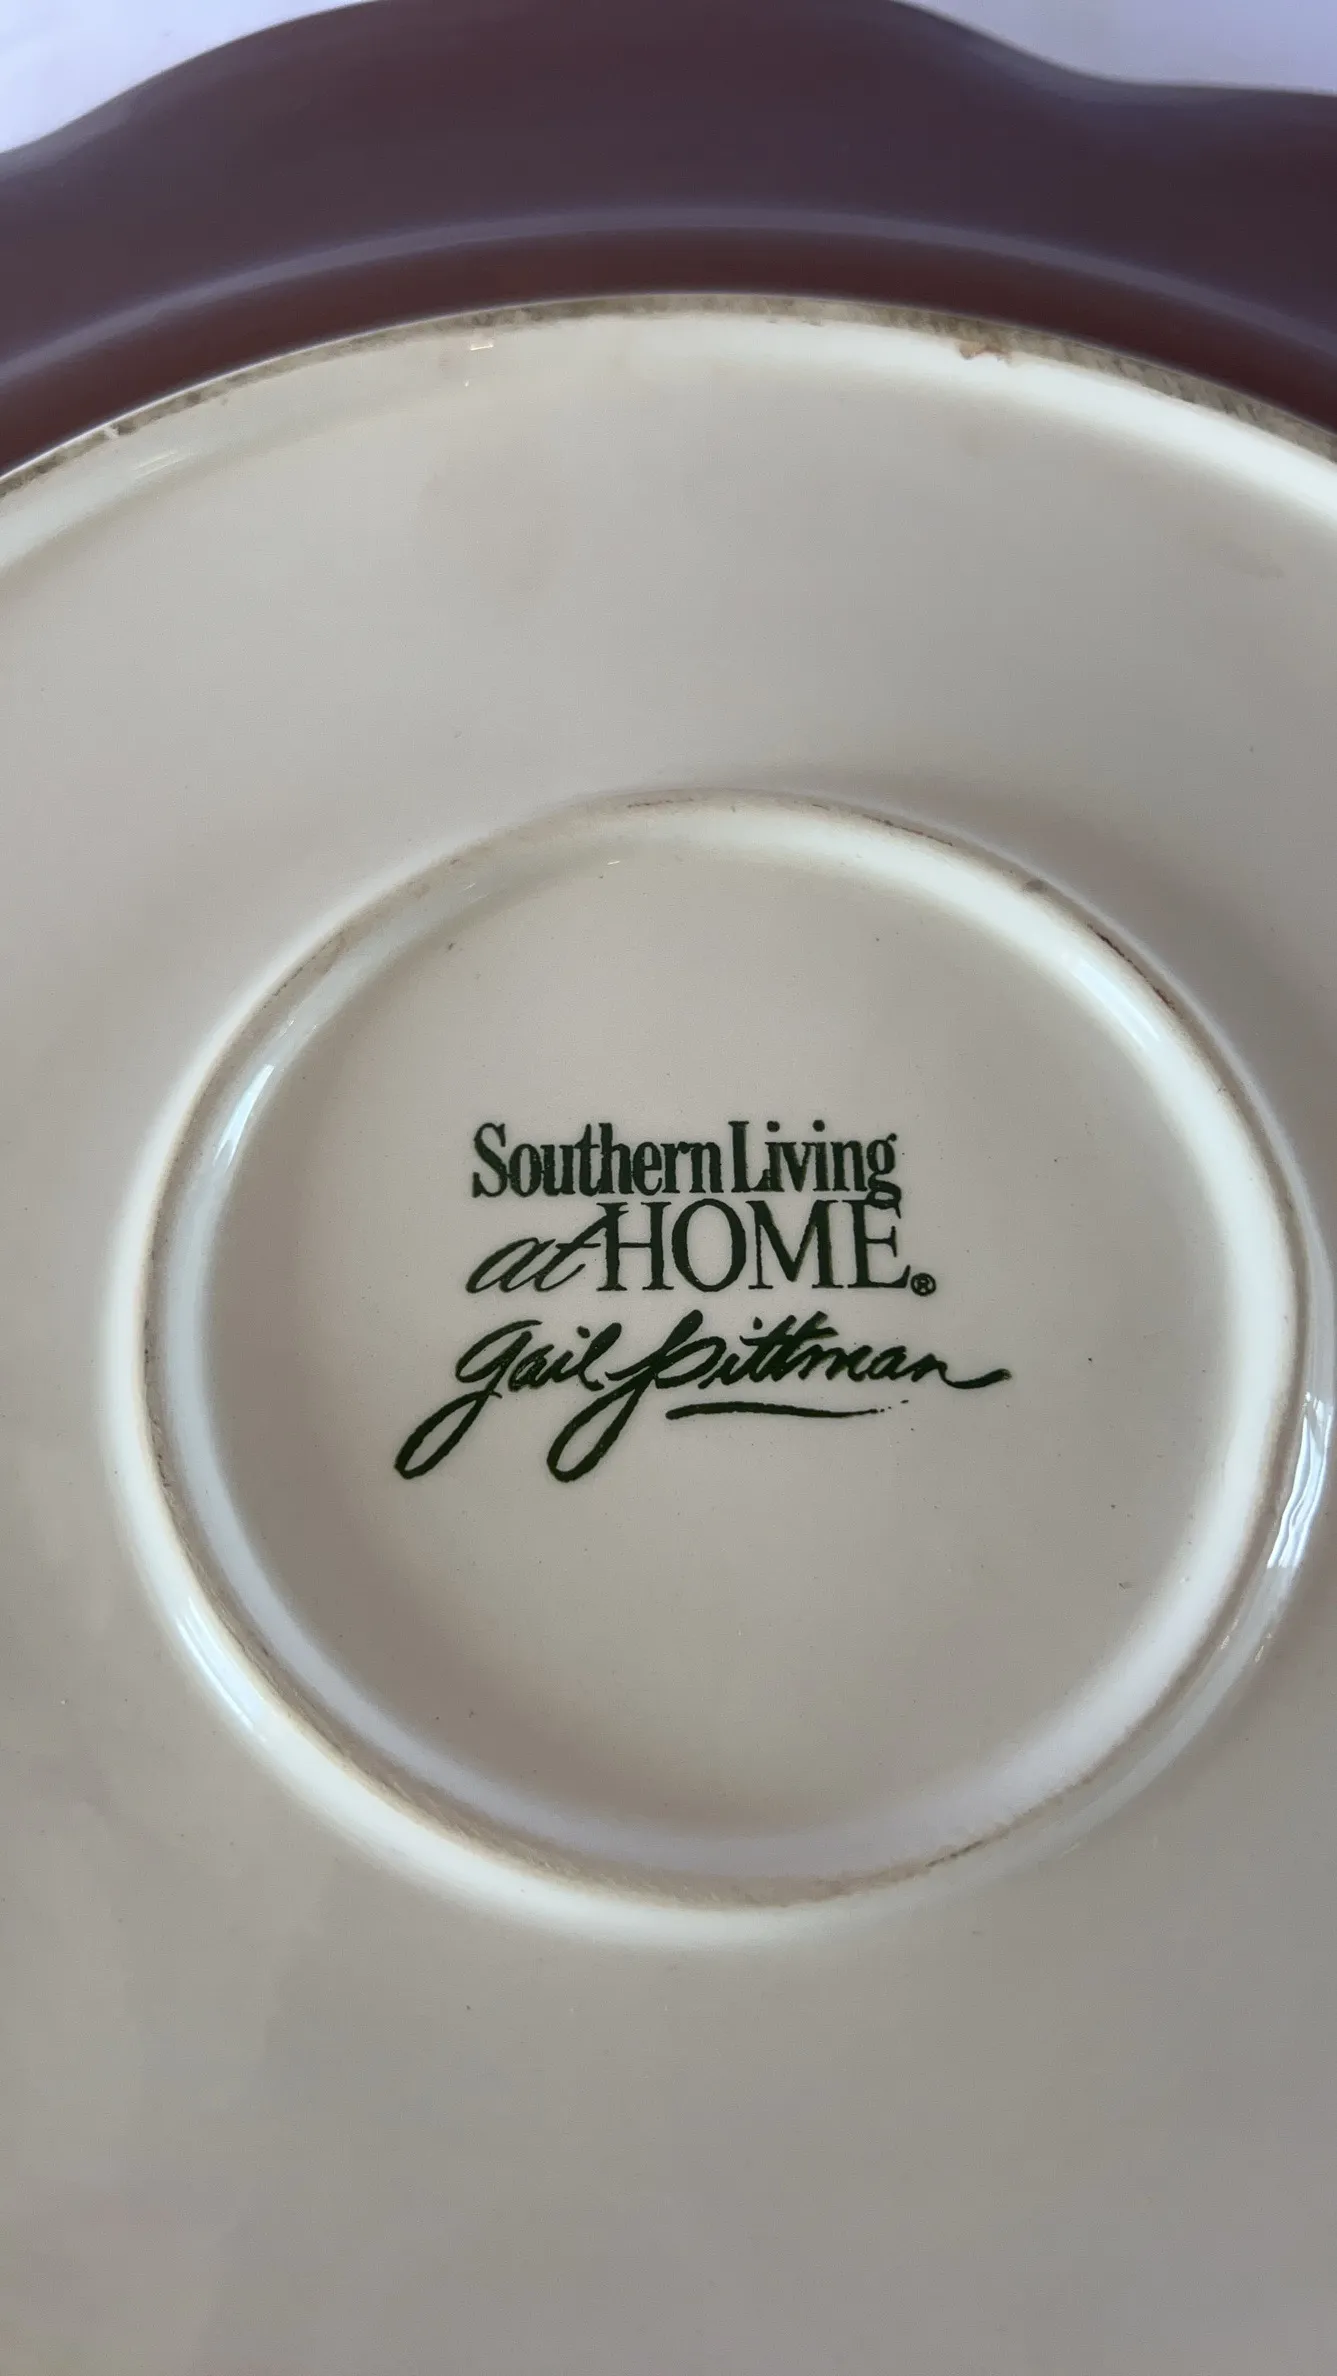 Southern Living
at HOME®
Gail Pittman